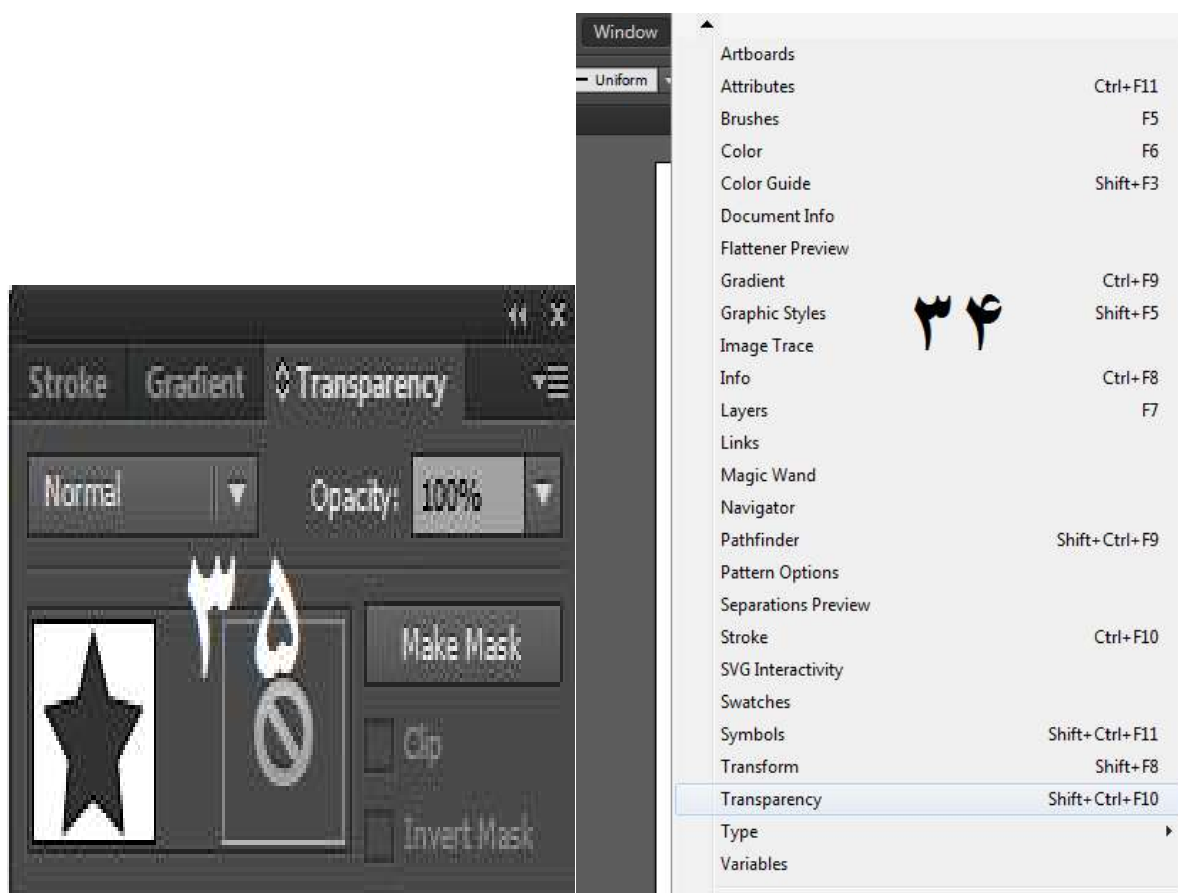 Window
Uniform
Artboards
Attributes Ctrl+F11
Brushes F5
Color F6
Color Guide Shift+F3
Document Info
Flattener Preview
Gradient Ctrl+F9
Graphic Styles Shift+F5
Image Trace
Info Ctrl+F8
Layers F7
Links
Magic Wand
Navigator
Pathfinder Shift+Ctrl+F9
Pattern Options
Separations Preview
Stroke Ctrl+F10
SVG Interactivity
Swatches
Symbols Shift+Ctrl+F11
Transform Shift+F8
Transparency Shift+Ctrl+F10
Type
Variables
۳۴
Stroke Gradient Transparency
Normal Opacity: 100%
۳۵
Make Mask
Clip
Invert Mask